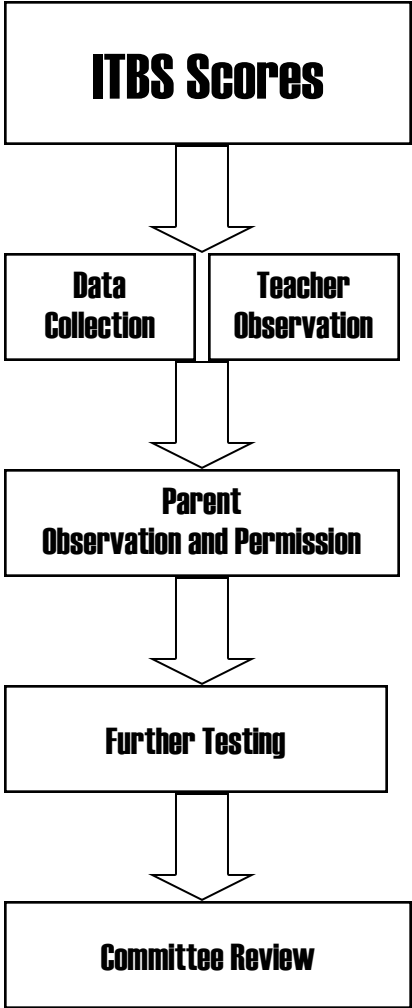 ITBS Scores
Data
Collection
Teacher
Observation
Parent
Observation and Permission
Further Testing
Committee Review